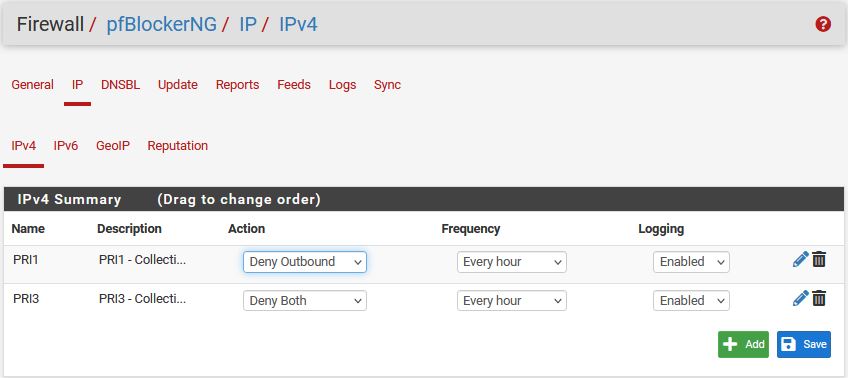 Firewall / pfBlockerNG / IP / IPv4
General IP DNSBL Update Reports Feeds Logs Sync
IPv4 IPv6 GeoIP Reputation
IPv4 Summary (Drag to change order)
Name Description Action Frequency Logging
PRI1 PRI1 - Collecti... Deny Outbound Every hour Enabled
PRI3 PRI3 - Collecti... Deny Both Every hour Enabled
Add Save